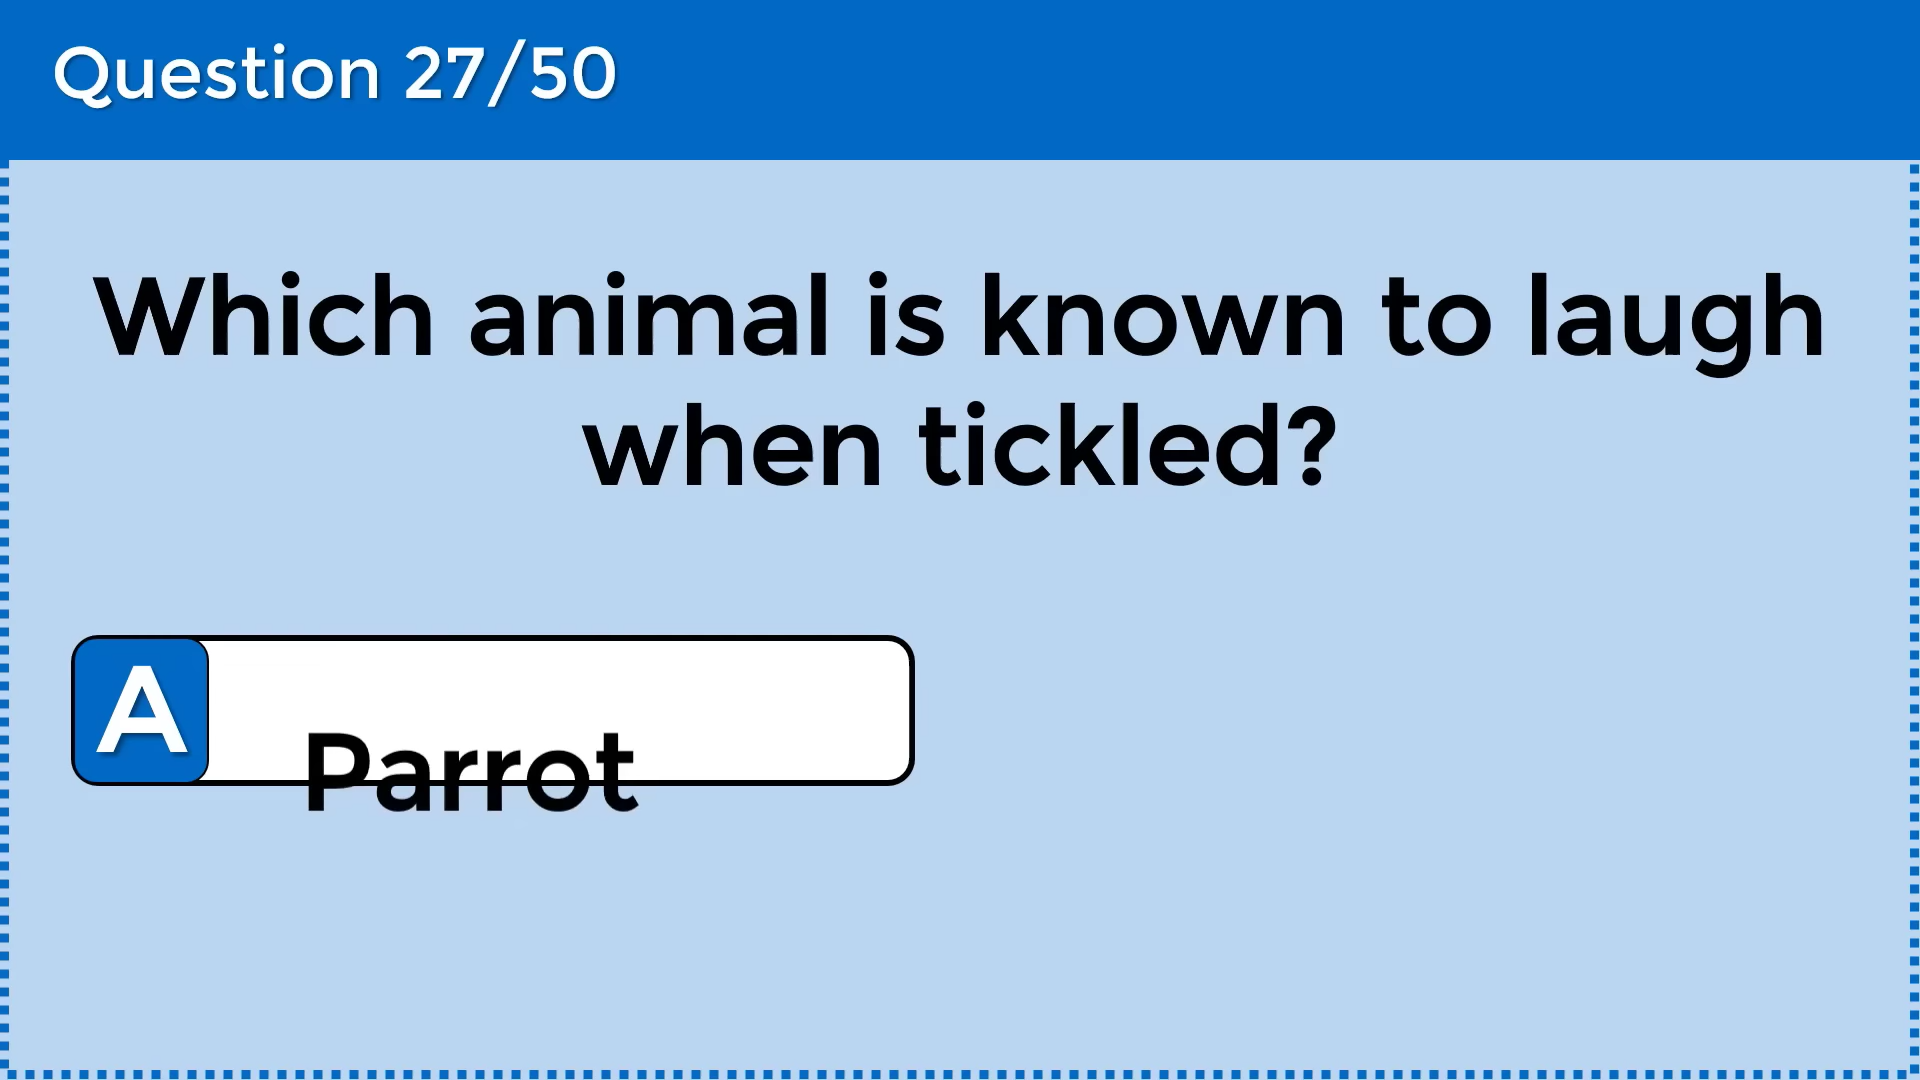 Question 27/50
Which animal is known to laugh
when tickled?
A
Parrot